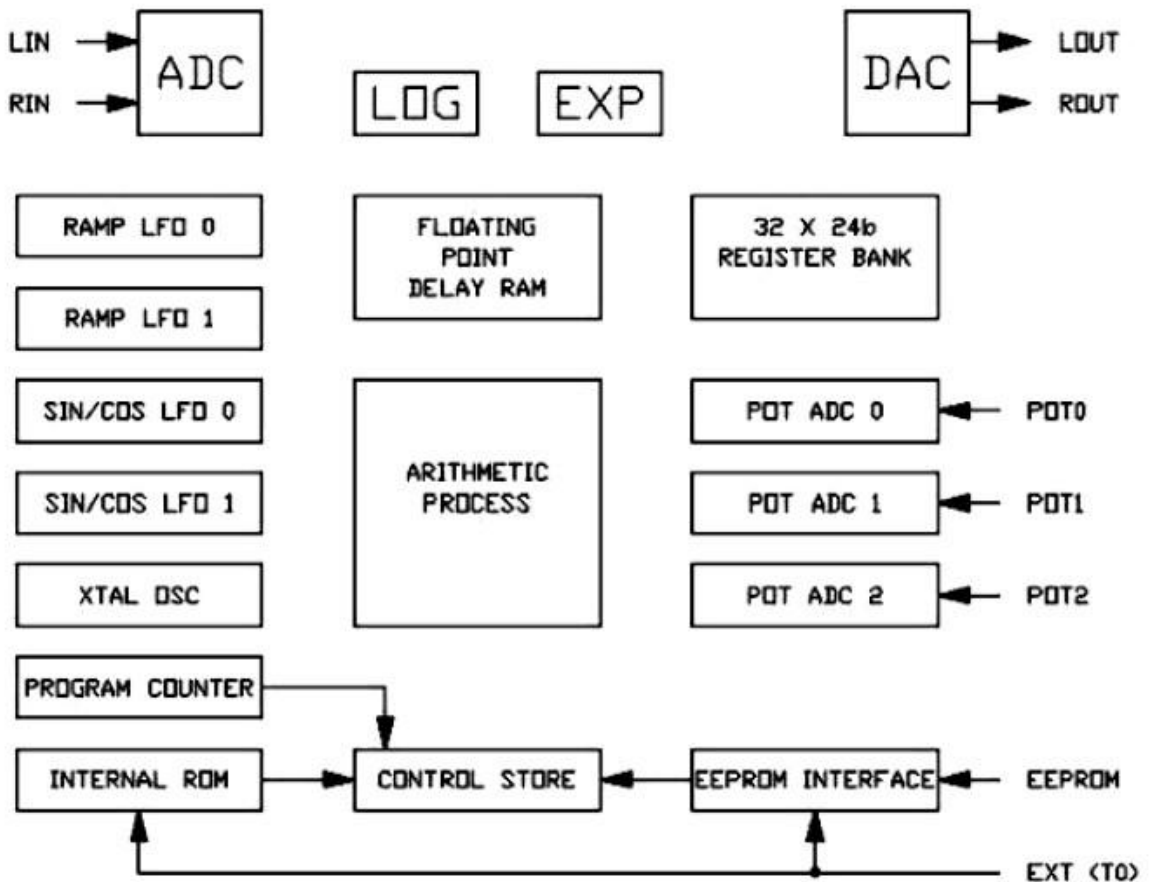 LIN
ADC
DAC
LOUT
RIN
LOG
EXP
ROUT
RAMP LFO 0
FLOATING
POINT
DELAY RAM
32 X 24b
REGISTER BANK
RAMP LFO 1
SIN/COS LFO 0
ARITHMETIC
PROCESS
POT ADC 0
POT0
SIN/COS LFO 1
POT ADC 1
POT1
XTAL OSC
POT ADC 2
POT2
PROGRAM COUNTER
INTERNAL ROM
CONTROL STORE
EEPROM INTERFACE
EEPROM
EXT (T0)